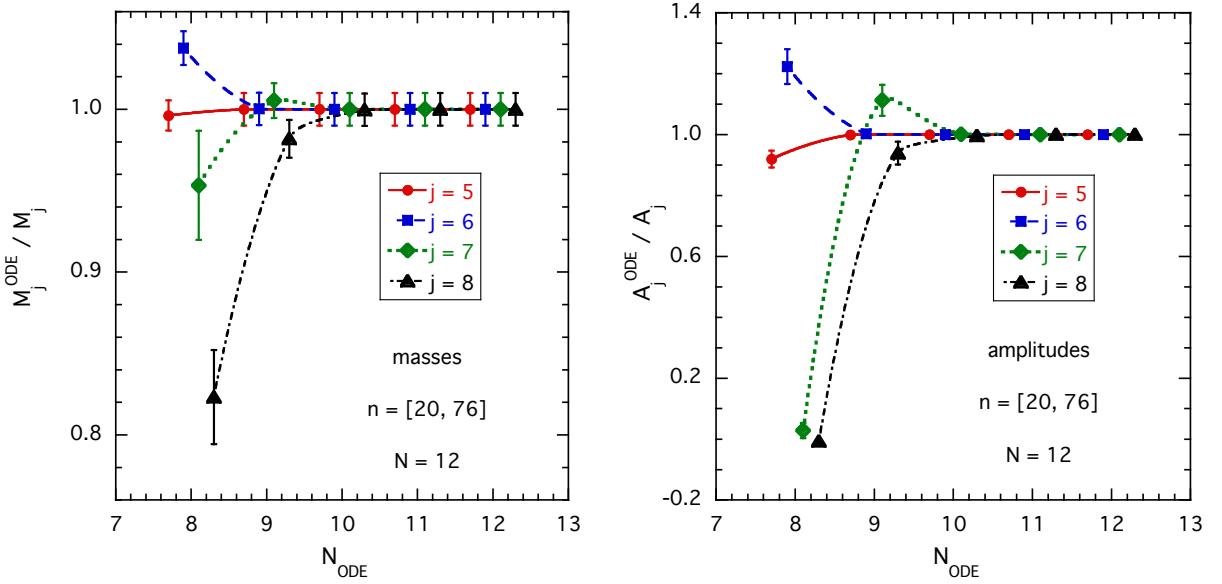 1.0
0.9
0.8
7 8 9 10 11 12 13
N_ODE
M_j^ODE / M_j
j = 5
j = 6
j = 7
j = 8
masses
n = [20, 76]
N = 12
1.4
1.0
0.6
0.2
-0.2
7 8 9 10 11 12 13
N_ODE
A_j^ODE / A_j
j = 5
j = 6
j = 7
j = 8
amplitudes
n = [20, 76]
N = 12